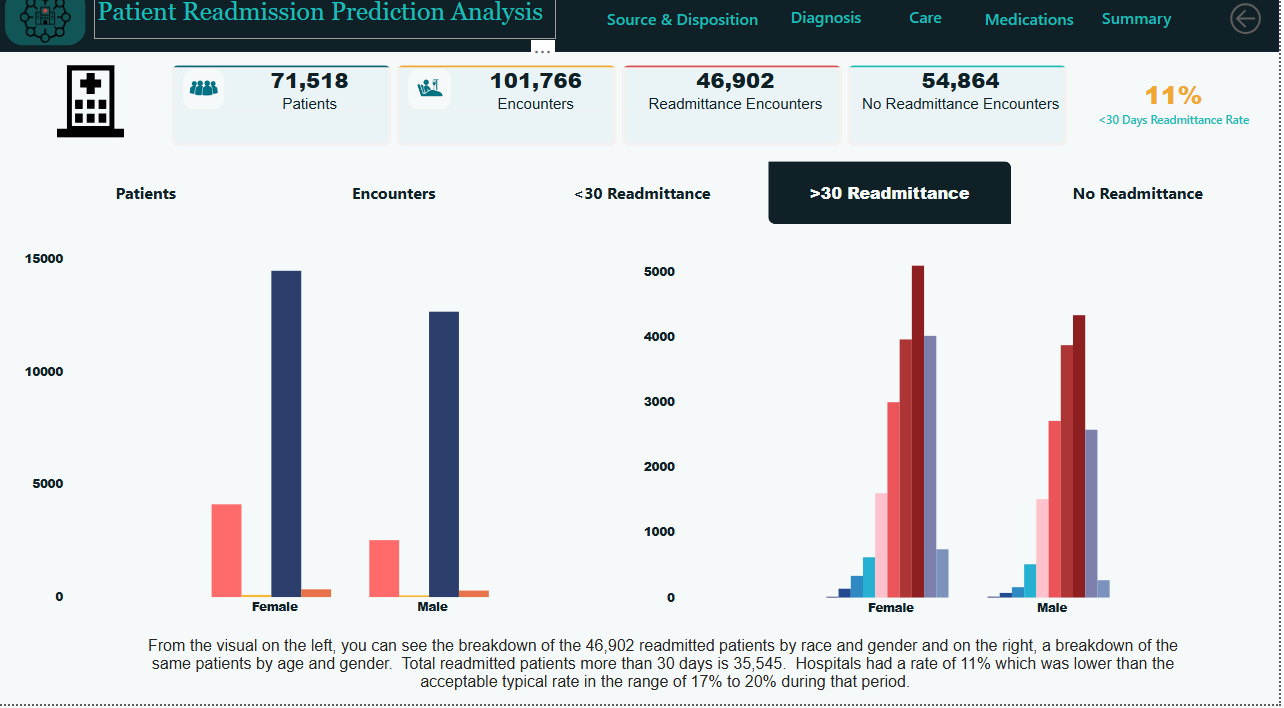 Patient Readmission Prediction Analysis
Source & Disposition
Diagnosis
Care
Medications
Summary
...
71,518
Patients
101,766
Encounters
46,902
Readmittance Encounters
54,864
No Readmittance Encounters
11%
<30 Days Readmittance Rate
Patients
Encounters
<30 Readmittance
>30 Readmittance
No Readmittance
15000
10000
5000
0
Female
Male
5000
4000
3000
2000
1000
0
Female
Male
From the visual on the left, you can see the breakdown of the 46,902 readmitted patients by race and gender and on the right, a breakdown of the
same patients by age and gender.  Total readmitted patients more than 30 days is 35,545.  Hospitals had a rate of 11% which was lower than the
acceptable typical rate in the range of 17% to 20% during that period.